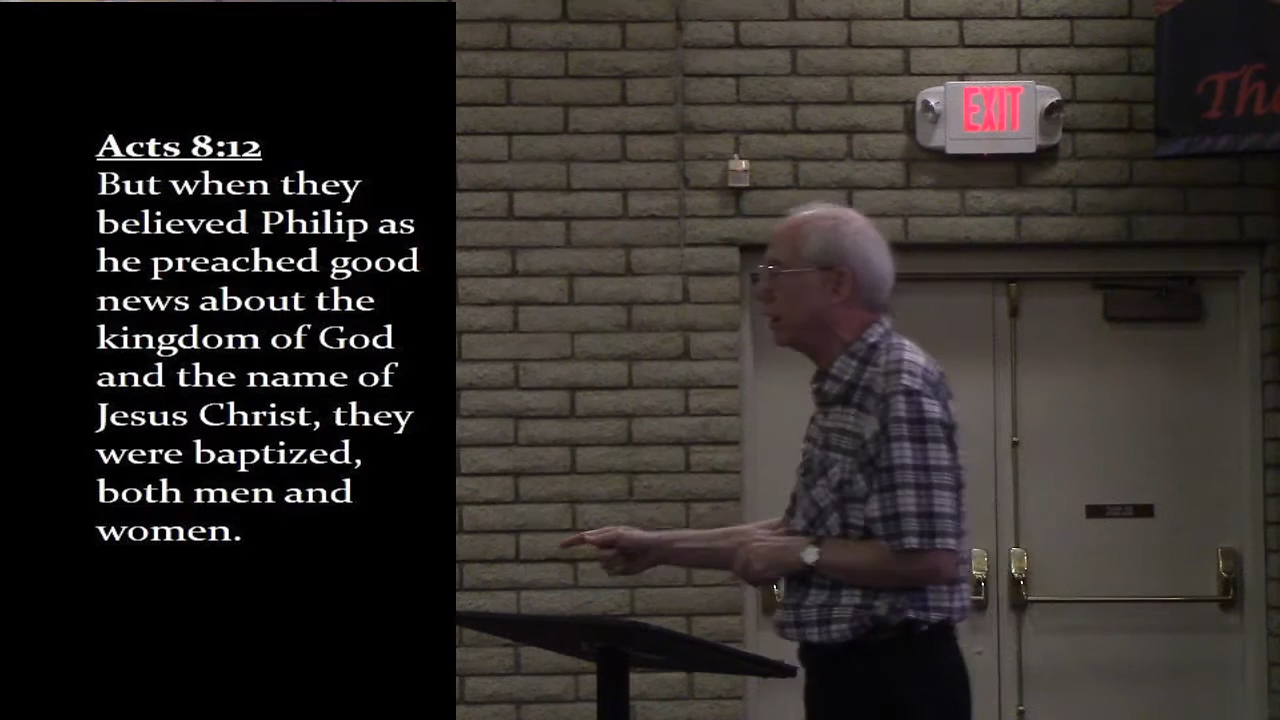 Acts 8:12
But when they
believed Philip as
he preached good
news about the
kingdom of God
and the name of
Jesus Christ, they
were baptized,
both men and
women.
EXIT